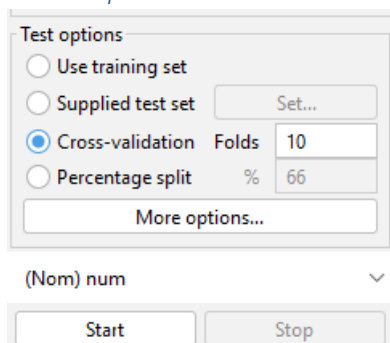 Test options
Use training set
Supplied test set Set...
Cross-validation Folds 10
Percentage split % 66
More options...
(Nom) num
Start Stop